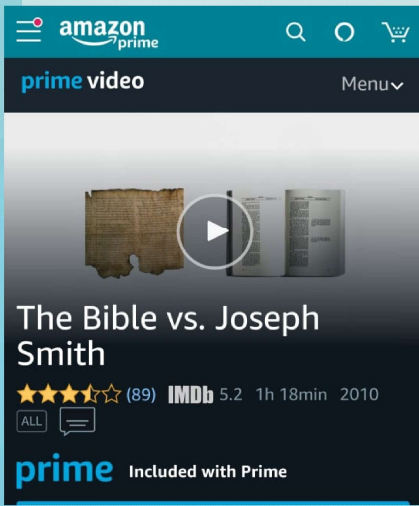 amazon
prime
prime video
Menu
The Bible vs. Joseph
Smith
(89) IMDb 5.2 1h 18min 2010
ALL
prime Included with Prime